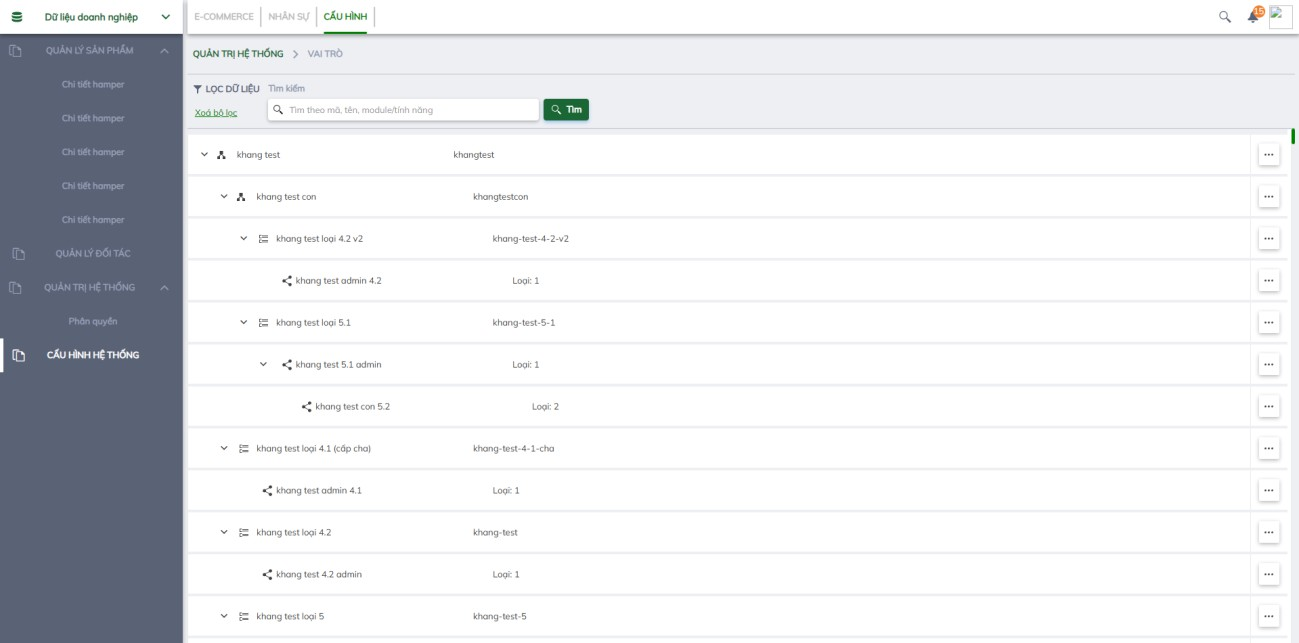 Dữ liệu doanh nghiệp
E-COMMERCE NHÂN SỰ CẤU HÌNH
15
QUẢN LÝ SẢN PHẨM
Chi tiết hamper
Chi tiết hamper
Chi tiết hamper
Chi tiết hamper
Chi tiết hamper
QUẢN LÝ ĐỐI TÁC
QUẢN TRỊ HỆ THỐNG
Phân quyền
CẤU HÌNH HỆ THỐNG
QUẢN TRỊ HỆ THỐNG > VAI TRÒ
LỌC DỮ LIỆU Tìm kiếm
Xoá bộ lọc Tìm theo mã, tên, module/tính năng Tìm
khang test khangtest
khang test con khangtestcon
khang test loại 4.2 v2 khang-test-4-2-v2
khang test admin 4.2 Loại: 1
khang test loại 5.1 khang-test-5-1
khang test 5.1 admin Loại: 1
khang test con 5.2 Loại: 2
khang test loại 4.1 (cấp cha) khang-test-4-1-cha
khang test admin 4.1 Loại: 1
khang test loại 4.2 khang-test
khang test 4.2 admin Loại: 1
khang test loại 5 khang-test-5